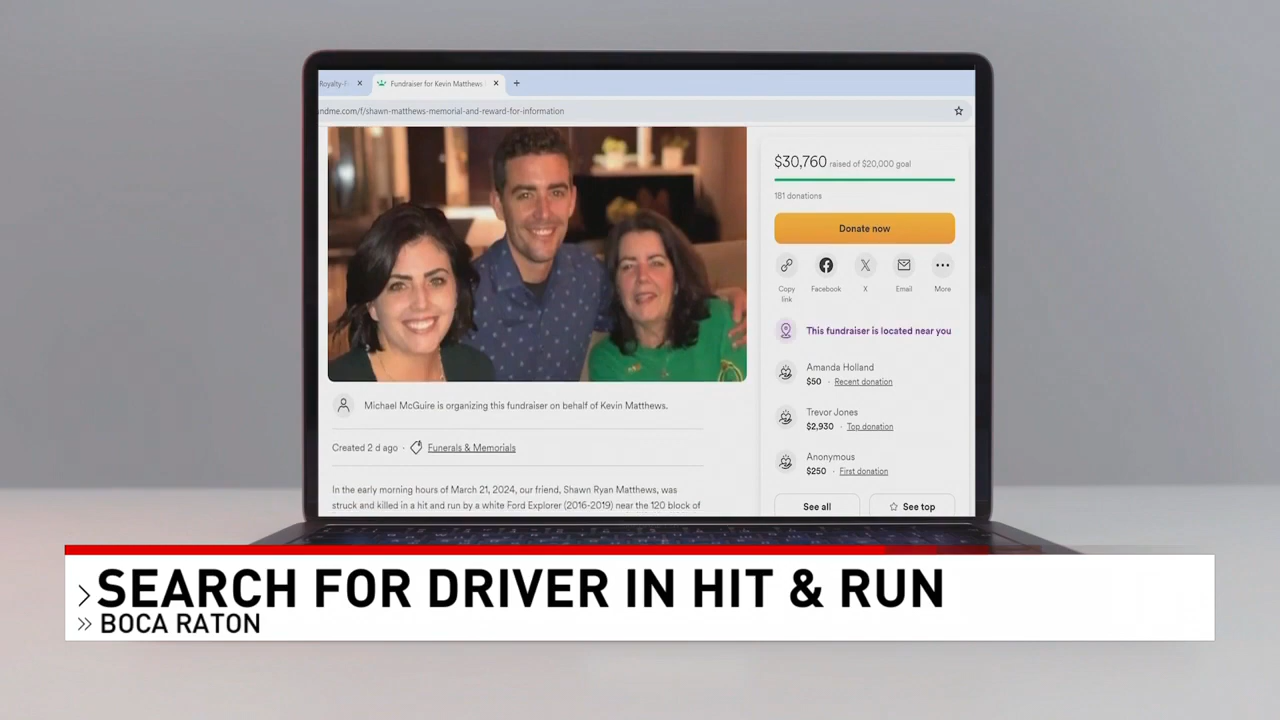 Royalty-F
Fundraiser for Kevin Matthews
ndme.com/f/shawn-matthews-memorial-and-reward-for-information
$30,760 raised of $20,000 goal
181 donations
Donate now
Copy link
Facebook
X
Email
More
This fundraiser is located near you
Amanda Holland
$50 · Recent donation
Trevor Jones
$2,930 · Top donation
Anonymous
$250 · First donation
See all
See top
Michael McGuire is organizing this fundraiser on behalf of Kevin Matthews.
Created 2 d ago · Funerals & Memorials
In the early morning hours of March 21, 2024, our friend, Shawn Ryan Matthews, was
struck and killed in a hit and run by a white Ford Explorer (2016-2019) near the 120 block of
SEARCH FOR DRIVER IN HIT & RUN
BOCA RATON